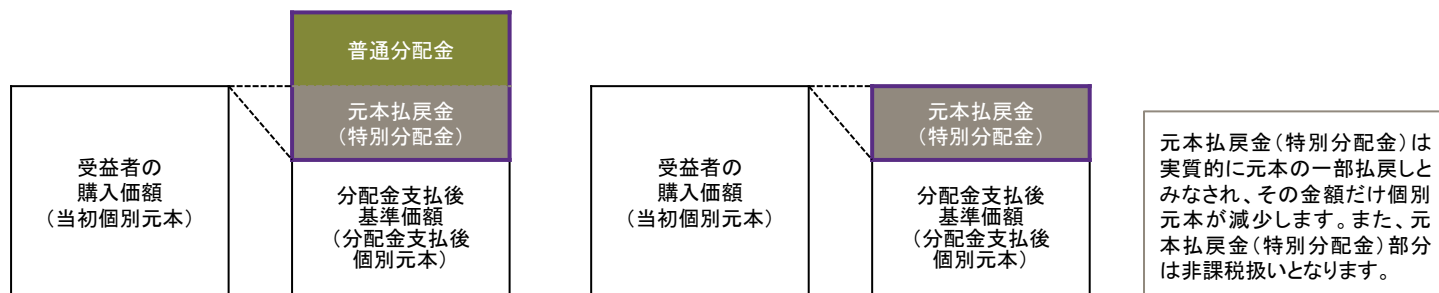 普通分配金
元本払戻金
（特別分配金）
受益者の
購入価額
（当初個別元本）
分配金支払後
基準価額
（分配金支払後
個別元本）
元本払戻金
（特別分配金）
受益者の
購入価額
（当初個別元本）
分配金支払後
基準価額
（分配金支払後
個別元本）
元本払戻金（特別分配金）は
実質的に元本の一部払戻しと
みなされ、その金額だけ個別
元本が減少します。また、元
本払戻金（特別分配金）部分
は非課税扱いとなります。